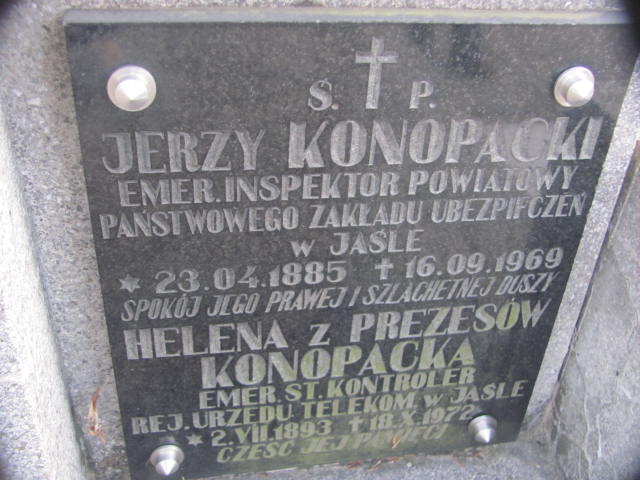 Ś. † P.
JERZY KONOPACKI
EMER. INSPEKTOR POWIATOWY
PAŃSTWOWEGO ZAKŁADU UBEZPIECZEŃ
W JAŚLE
* 23.04.1885 † 16.09.1969
SPOKÓJ JEGO PRAWEJ I SZLACHETNEJ DUSZY
HELENA Z PREZESÓW
KONOPACKA
EMER. ST. KONTROLER
REJ. URZĘDU TELEKOM W JAŚLE
* 2.VII.1893 † 18.X.1972
CZEŚĆ JEJ PAMIĘCI